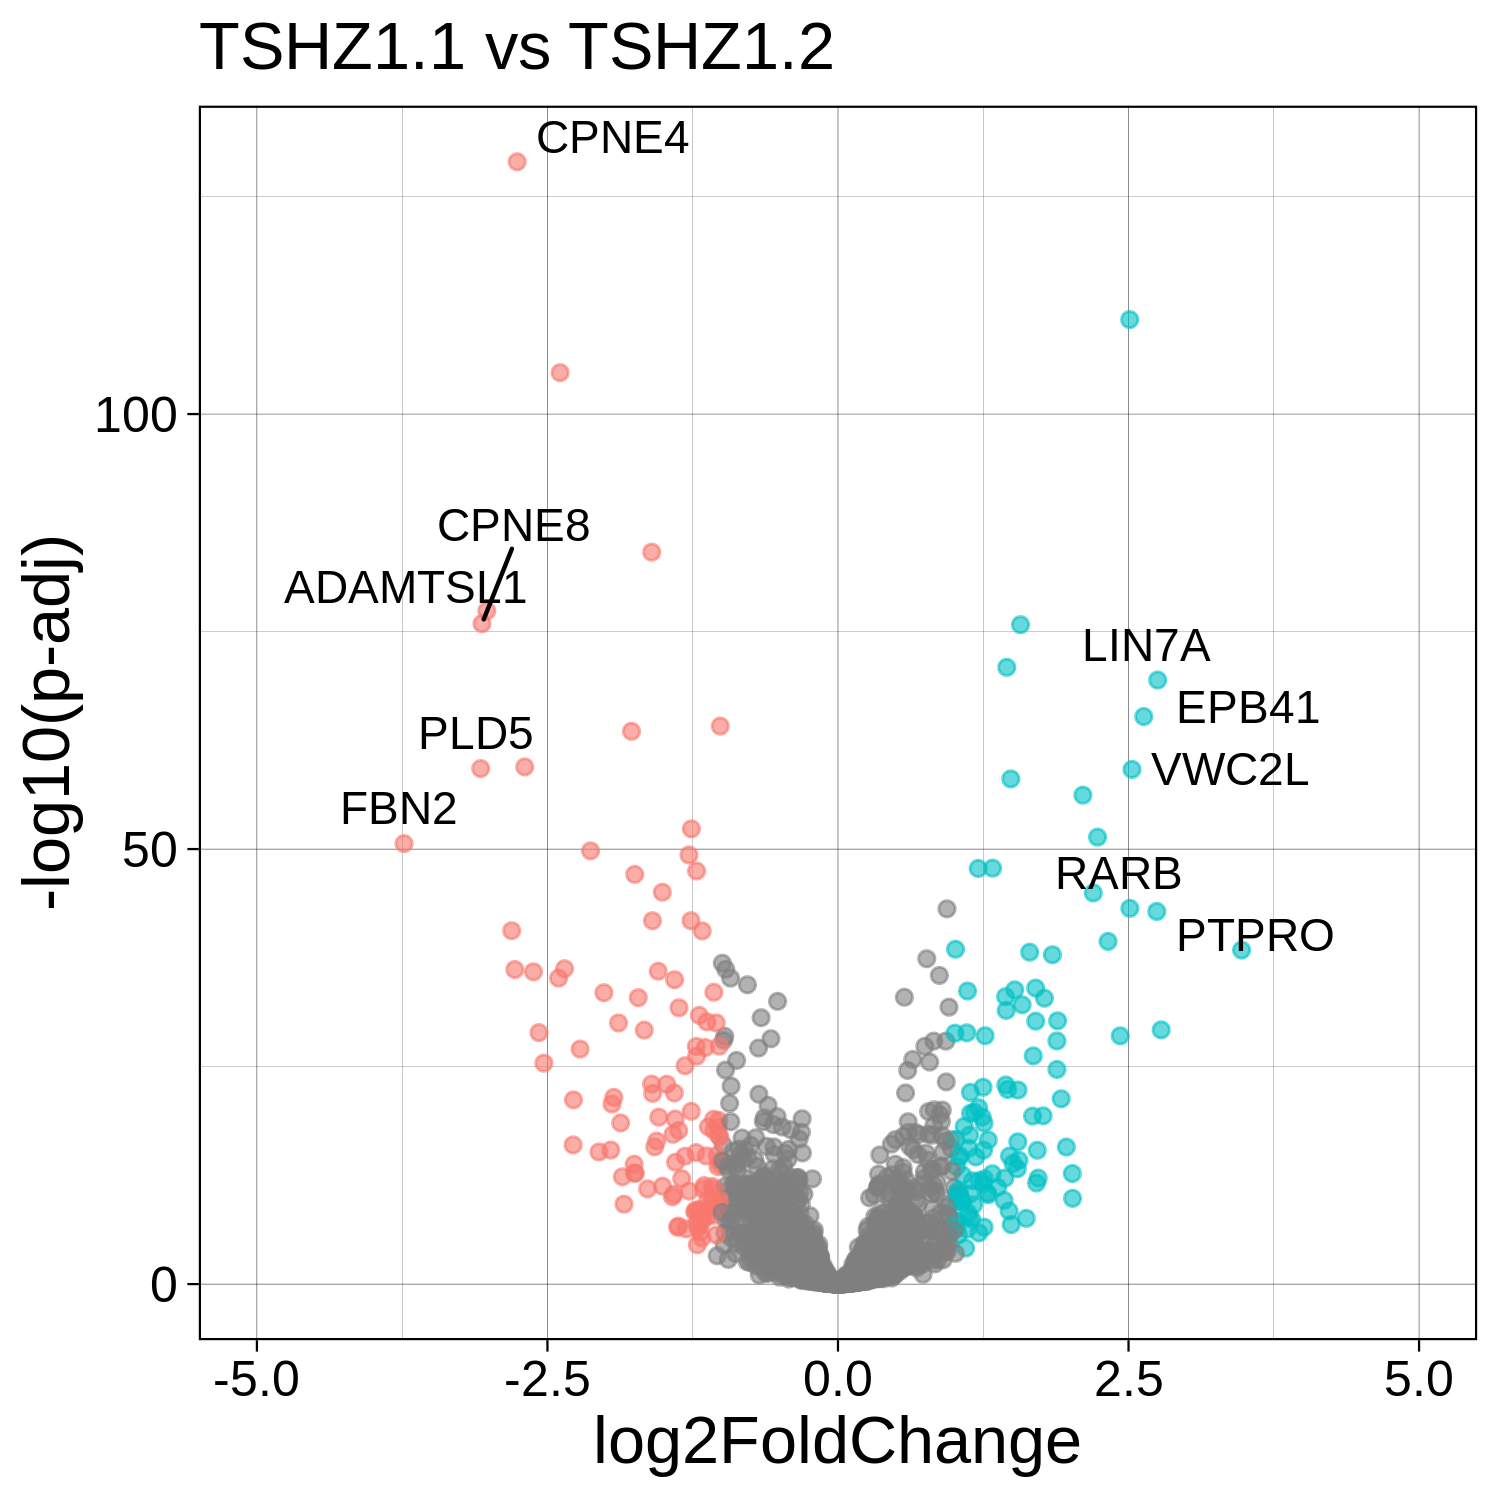 TSHZ1.1 vs TSHZ1.2
CPNE4
100
CPNE8
ADAMTSL1
LIN7A
EPB41
PLD5
VWC2L
FBN2
50
RARB
PTPRO
0
-log10(p-adj)
-5.0 -2.5 0.0 2.5 5.0
log2FoldChange